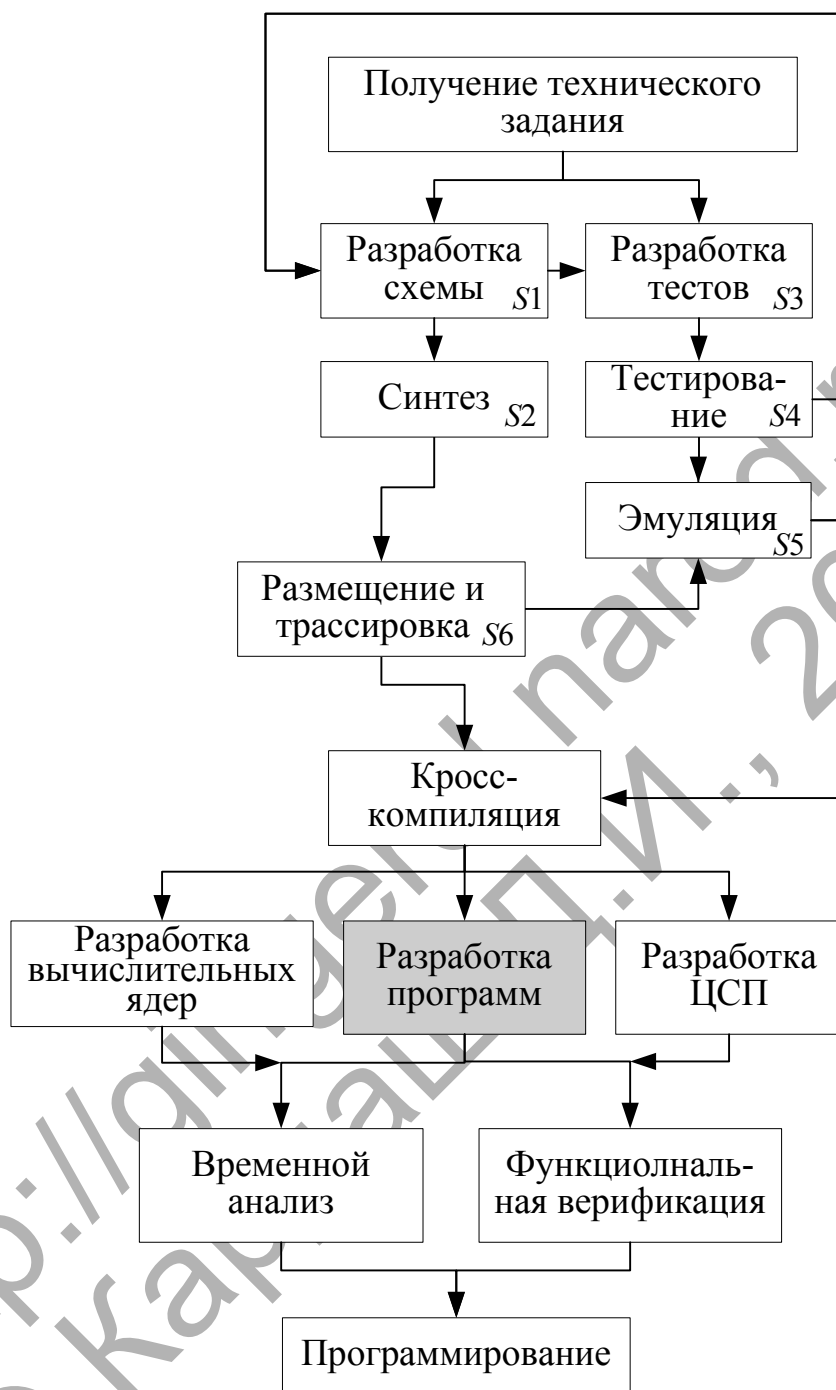 Получение технического
задания
Разработка
схемы S1
Разработка
тестов S3
Синтез S2
Тестирова-
ние S4
Эмуляция
S5
Размещение и
трассировка S6
Кросс-
компиляция
Разработка
вычислительных
ядер
Разработка
программ
Разработка
ЦСП
Временной
анализ
Функциолналь-
ная верификация
Программирование